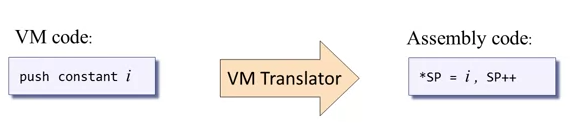 VM code:
push constant i
VM Translator
Assembly code:
*SP = i, SP++